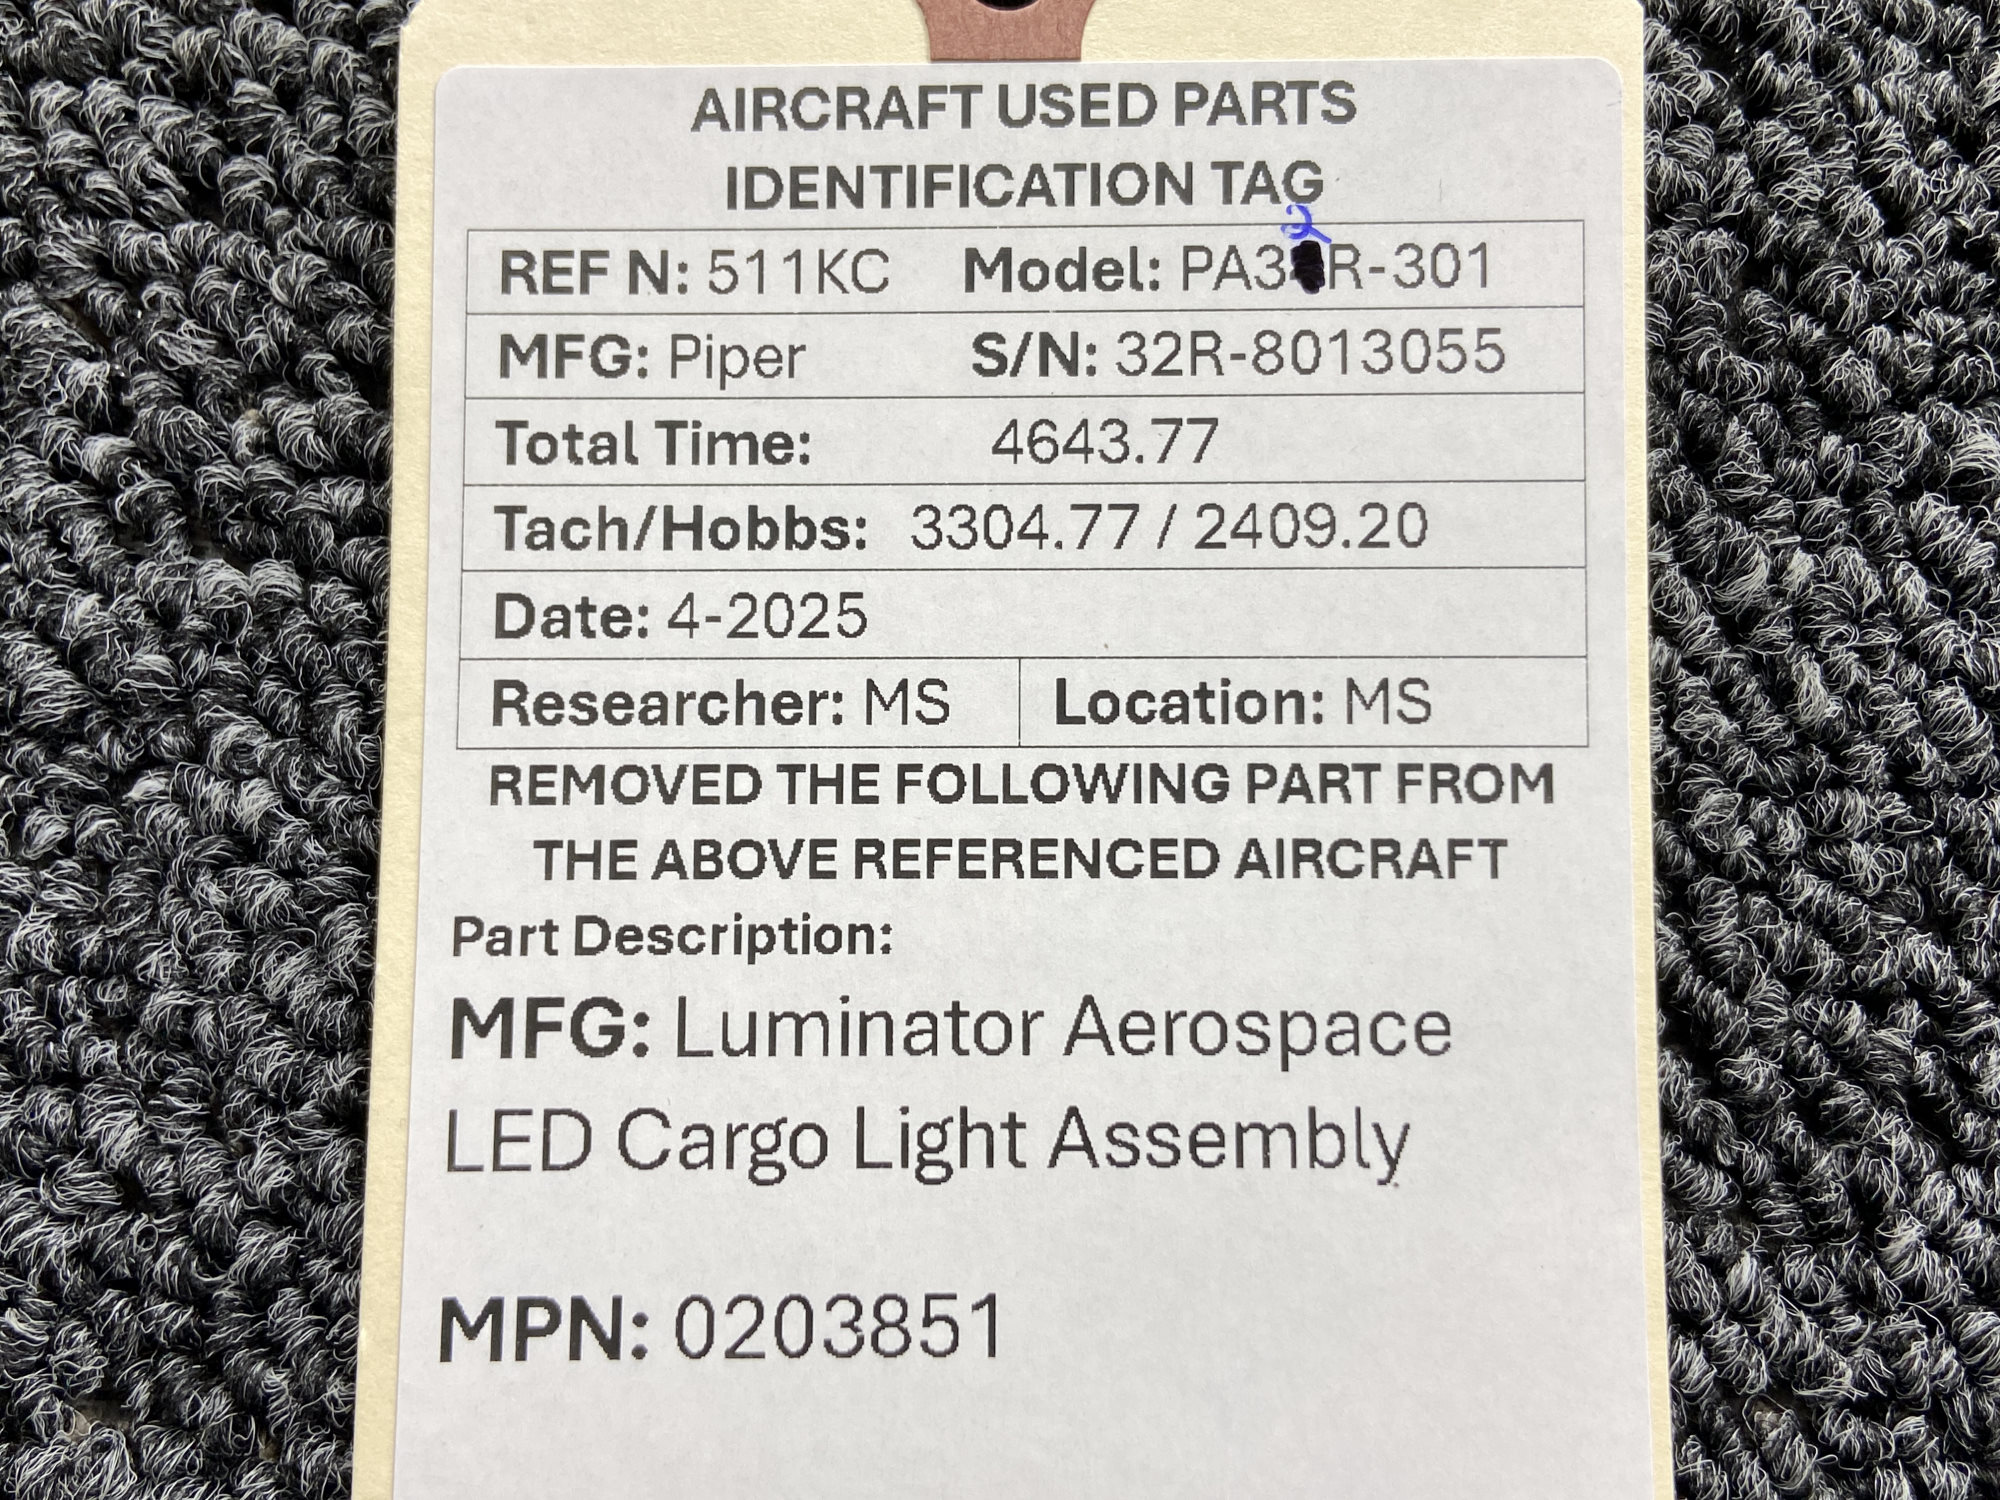 AIRCRAFT USED PARTS
IDENTIFICATION TAG
REF N: 511KC Model: PA32R-301
MFG: Piper S/N: 32R-8013055
Total Time: 4643.77
Tach/Hobbs: 3304.77 / 2409.20
Date: 4-2025
Researcher: MS Location: MS
REMOVED THE FOLLOWING PART FROM
THE ABOVE REFERENCED AIRCRAFT
Part Description:
MFG: Luminator Aerospace
LED Cargo Light Assembly
MPN: 0203851